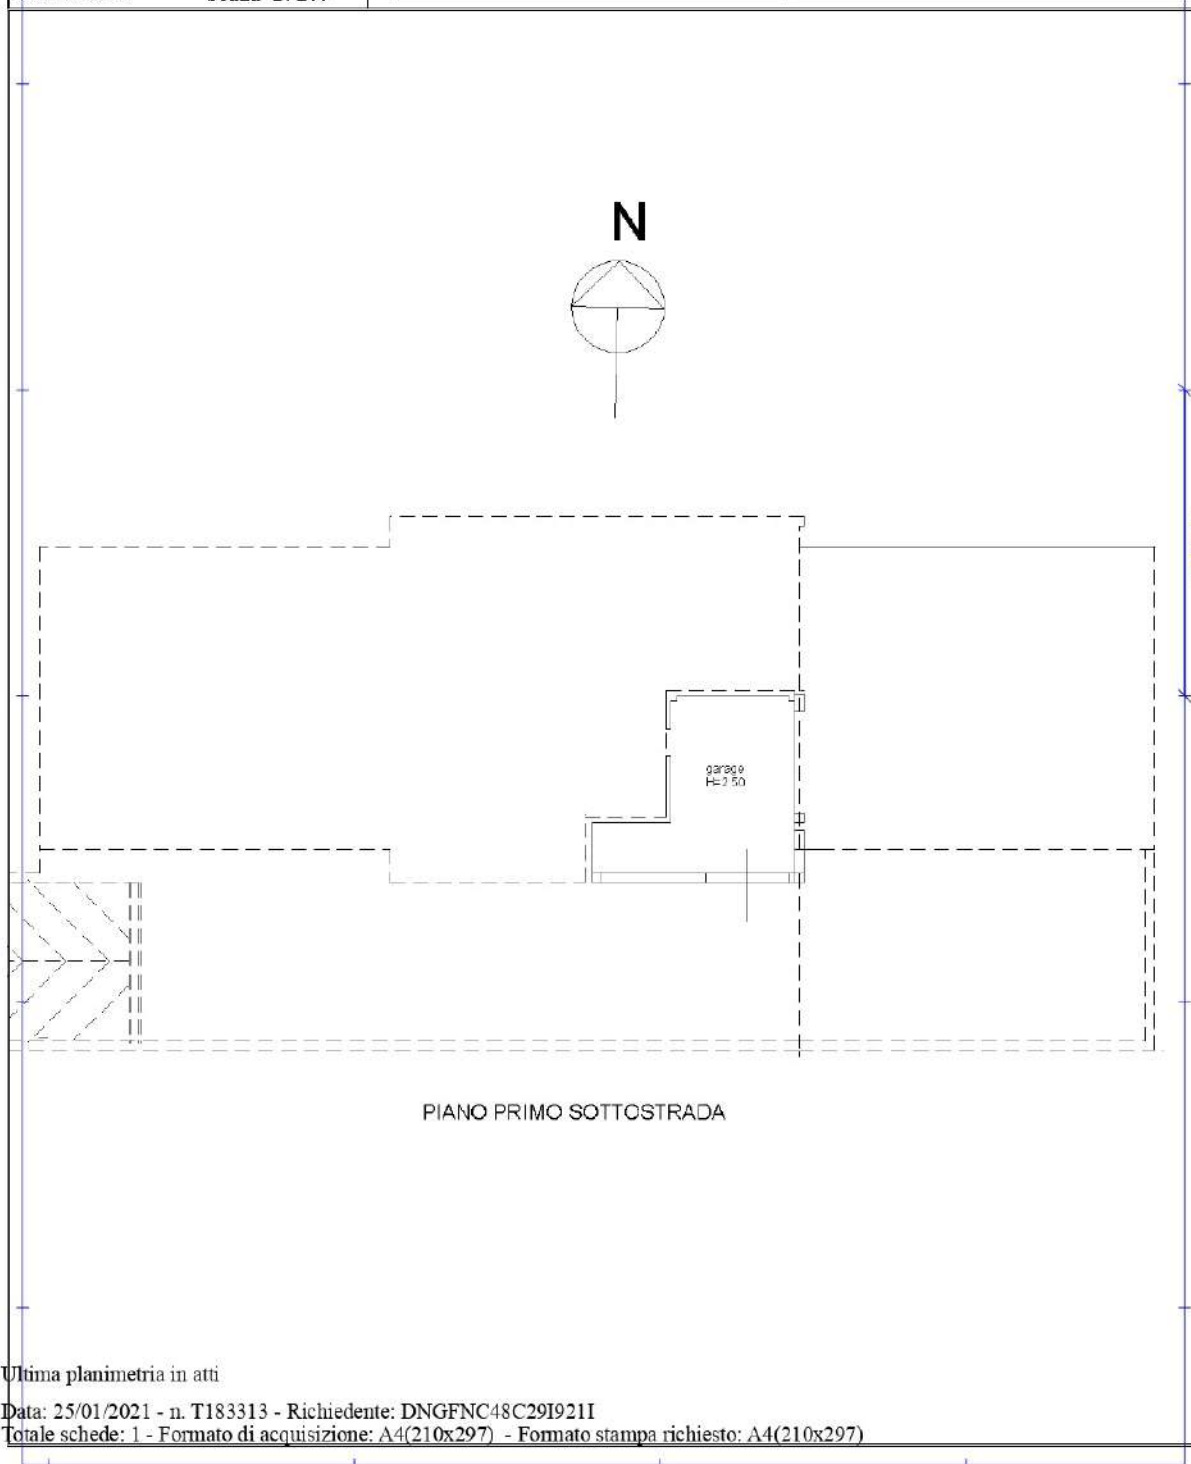 N
garage
H=2.50
PIANO PRIMO SOTTOSTRADA
Ultima planimetria in atti
Data: 25/01/2021 - n. T183313 - Richiedente: DNGFNC48C29I921I
Totale schede: 1 - Formato di acquisizione: A4(210x297) - Formato stampa richiesto: A4(210x297)